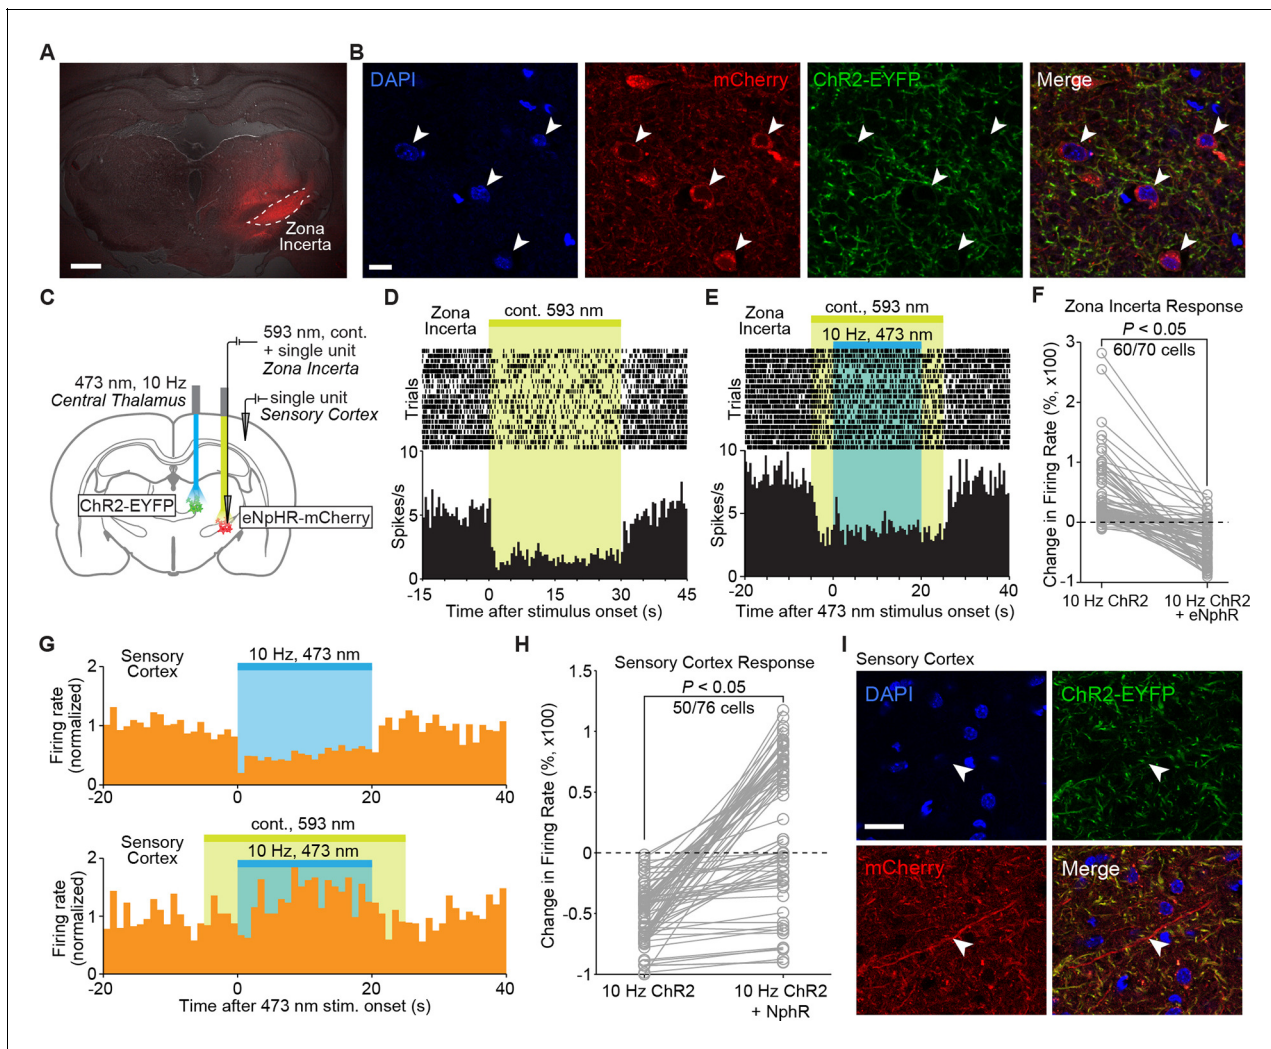 A
Zona
Incerta
B
DAPI
mCherry
ChR2-EYFP
Merge
C
593 nm, cont.
+ single unit
Zona Incerta
473 nm, 10 Hz
Central Thalamus
single unit
Sensory Cortex
ChR2-EYFP
eNpHR-mCherry
D
Zona
Incerta
cont. 593 nm
Trials
10
5
0
Spikes/s
-15
0
15
30
45
Time after stimulus onset (s)
E
Zona
Incerta
cont., 593 nm
10 Hz, 473 nm
Trials
10
5
0
Spikes/s
-20
0
20
40
Time after 473 nm stimulus onset (s)
F
Zona Incerta Response
P < 0.05
60/70 cells
Change in Firing Rate (%, x100)
3
2
1
0
-1
10 Hz ChR2
10 Hz ChR2
+ eNphR
G
Sensory
Cortex
10 Hz, 473 nm
Firing rate
(normalized)
2
1
0
-20
0
20
40
Sensory
Cortex
cont., 593 nm
10 Hz, 473 nm
Firing rate
(normalized)
2
1
0
-20
0
20
40
Time after 473 nm stim. onset (s)
H
Sensory Cortex Response
P < 0.05
50/76 cells
Change in Firing Rate (%, x100)
1.5
1
0.5
0
-0.5
-1
10 Hz ChR2
10 Hz ChR2
+ NphR
I
Sensory Cortex
DAPI
ChR2-EYFP
mCherry
Merge